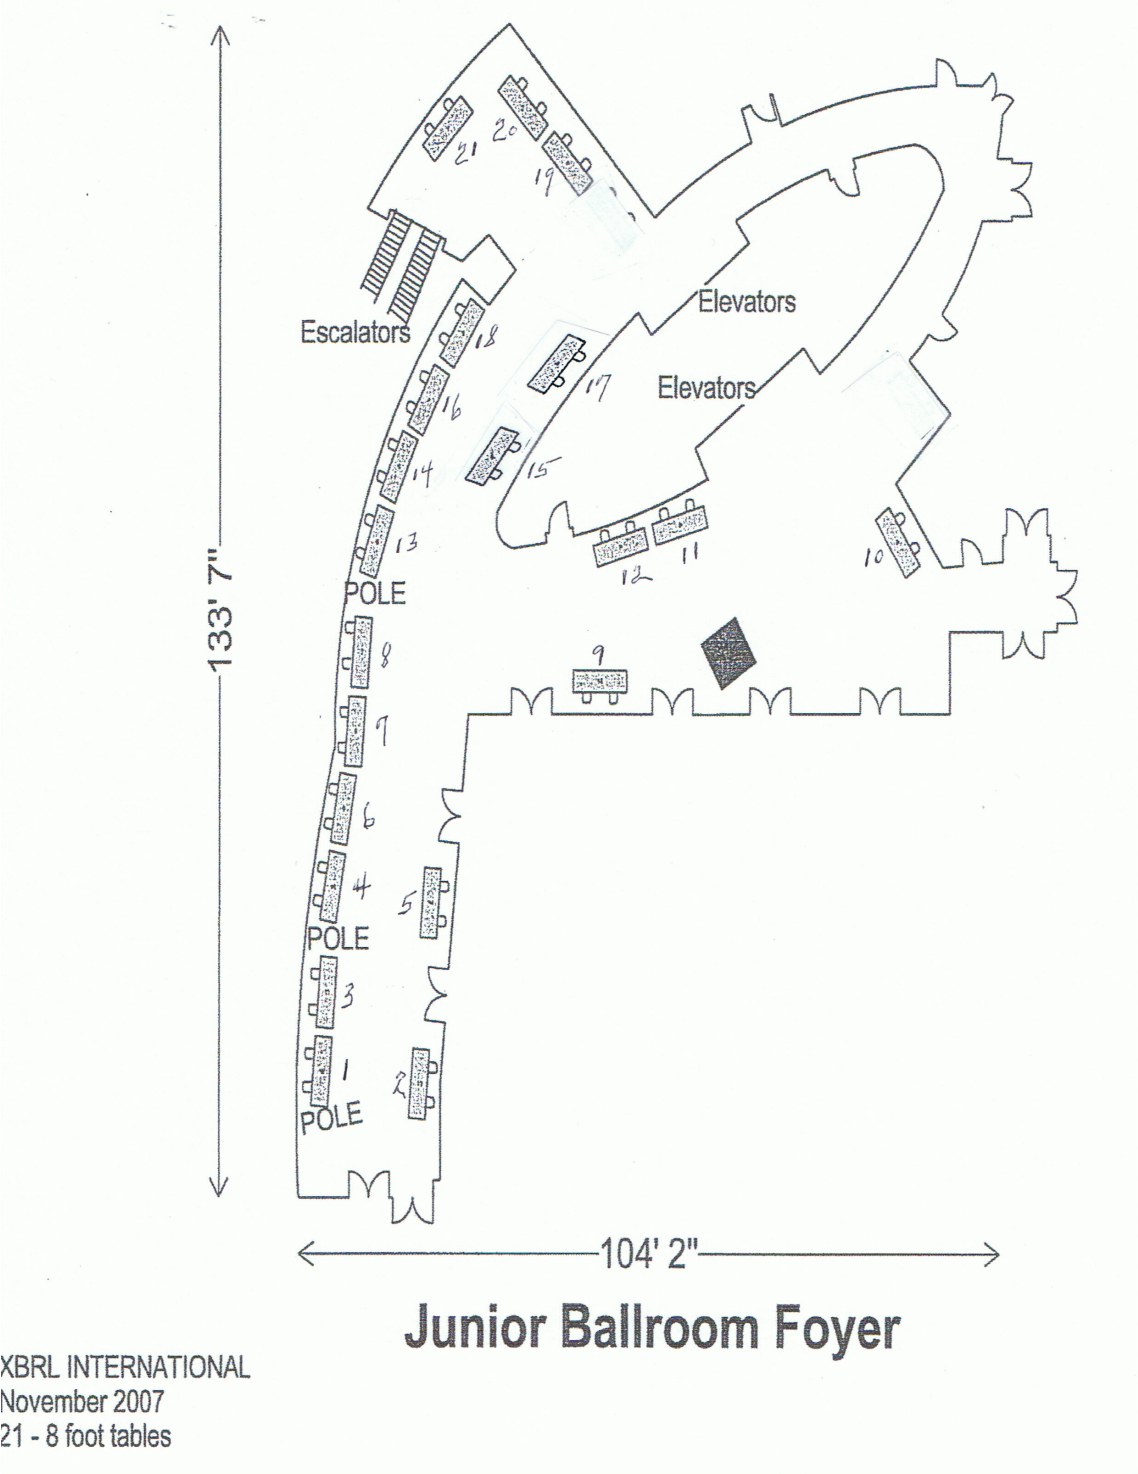 20
21
19
Elevators
Escalators
18
17
Elevators
16
15
14
13
11
10
12
POLE
8
9
133' 7"
7
6
4
5
POLE
3
1
2
POLE
104' 2"
Junior Ballroom Foyer
XBRL INTERNATIONAL
November 2007
21 - 8 foot tables